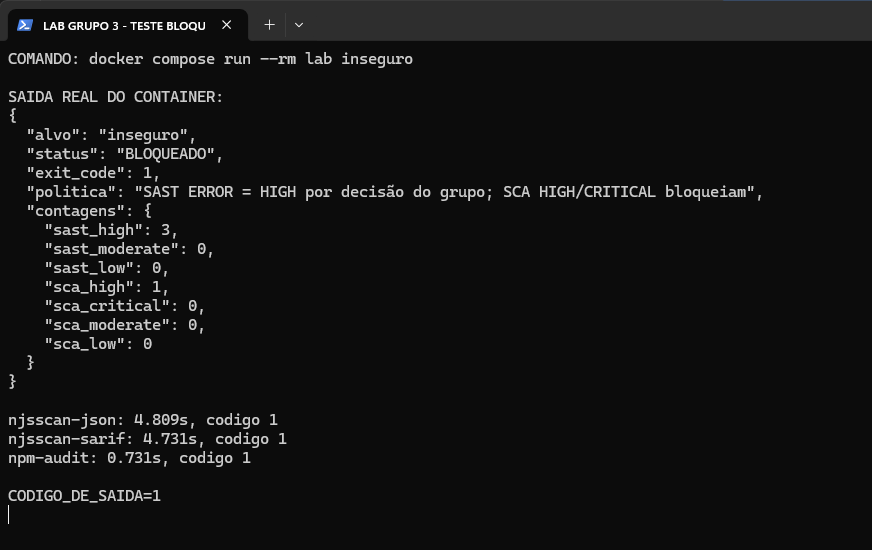 LAB GRUPO 3 - TESTE BLOQU
COMANDO: docker compose run --rm lab inseguro
SAIDA REAL DO CONTAINER:
{
  "alvo": "inseguro",
  "status": "BLOQUEADO",
  "exit_code": 1,
  "politica": "SAST ERROR = HIGH por decisão do grupo; SCA HIGH/CRITICAL bloqueiam",
  "contagens": {
    "sast_high": 3,
    "sast_moderate": 0,
    "sast_low": 0,
    "sca_high": 1,
    "sca_critical": 0,
    "sca_moderate": 0,
    "sca_low": 0
  }
}
njsscan-json: 4.809s, codigo 1
njsscan-sarif: 4.731s, codigo 1
npm-audit: 0.731s, codigo 1
CODIGO_DE_SAIDA=1